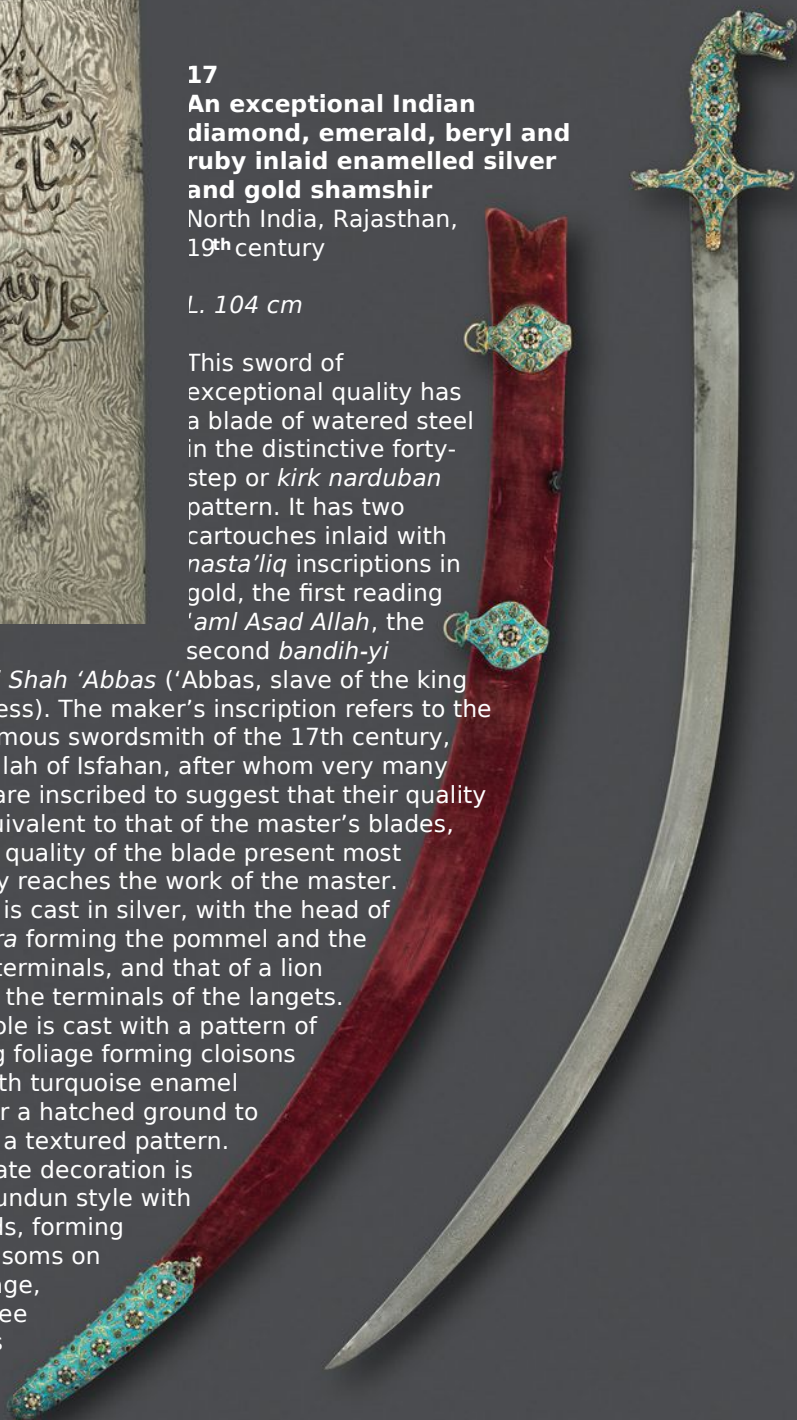 17
An exceptional Indian
diamond, emerald, beryl and
ruby inlaid enamelled silver
and gold shamshir
North India, Rajasthan,
19th century
L. 104 cm
This sword of
exceptional quality has
a blade of watered steel
in the distinctive forty-
step or kirk narduban
pattern. It has two
cartouches inlaid with
nasta’liq inscriptions in
gold, the first reading
‘aml Asad Allah, the
second bandih-yi
Shah ‘Abbas (‘Abbas, slave of the king
ess). The maker’s inscription refers to the
mous swordsmith of the 17th century,
lah of Isfahan, after whom very many
are inscribed to suggest that their quality
uivalent to that of the master’s blades,
quality of the blade present most
y reaches the work of the master.
is cast in silver, with the head of
ra forming the pommel and the
terminals, and that of a lion
the terminals of the langets.
ple is cast with a pattern of
g foliage forming cloisons
th turquoise enamel
r a hatched ground to
a textured pattern.
ate decoration is
undun style with
ls, forming
soms on
age,
ee
s